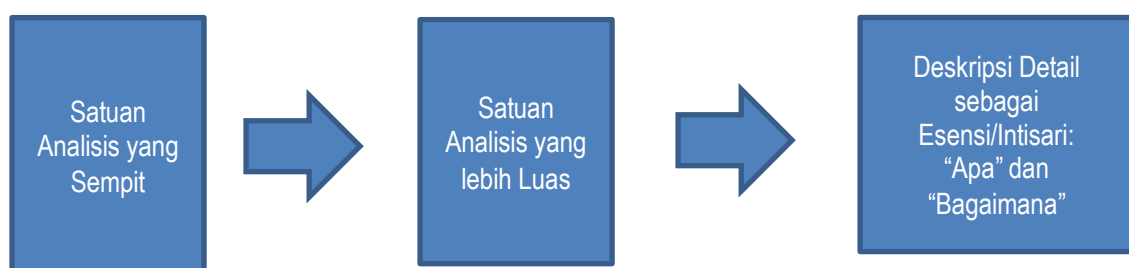 Satuan
Analisis yang
Sempit
Satuan
Analisis yang
lebih Luas
Deskripsi Detail
sebagai
Esensi/Intisari:
“Apa” dan
“Bagaimana”